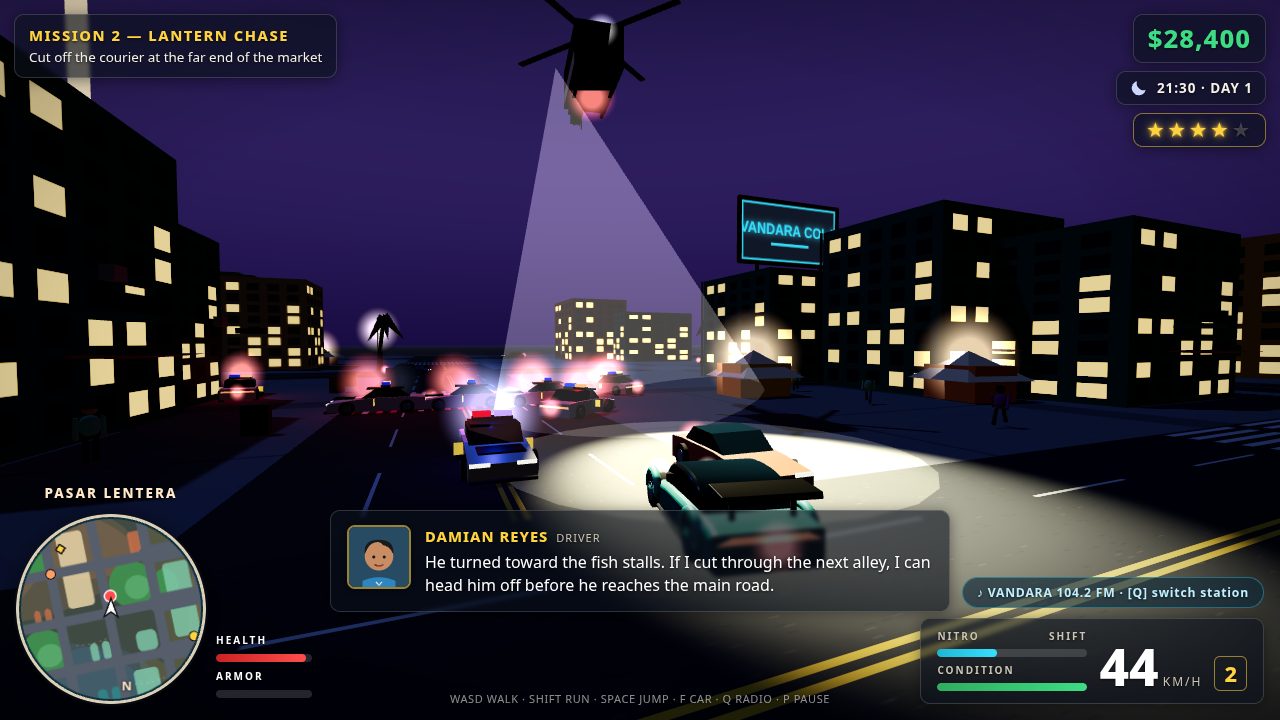 MISSION 2 — LANTERN CHASE
Cut off the courier at the far end of the market
$28,400
21:30 · DAY 1
VANDARA
PASAR LENTERA
N
HEALTH
ARMOR
DAMIAN REYES DRIVER
He turned toward the fish stalls. If I cut through the next alley, I can
head him off before he reaches the main road.
♪ VANDARA 104.2 FM · [Q] switch station
NITRO SHIFT
CONDITION
44 KM/H
2
WASD WALK · SHIFT RUN · SPACE JUMP · F CAR · Q RADIO · P PAUSE